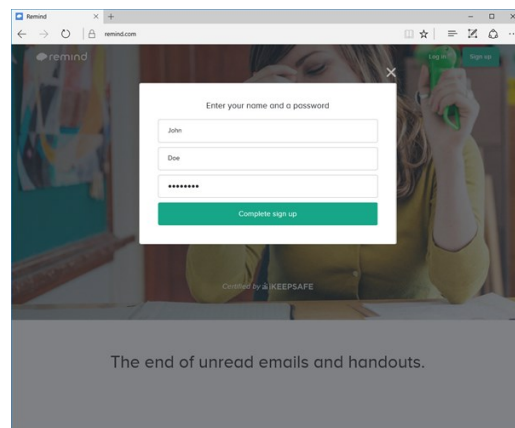 Remind
remind.com
remind
Log in
Sign up
Enter your name and a password
John
Doe
••••••••
Complete sign up
Certified by iKEEPSAFE
The end of unread emails and handouts.